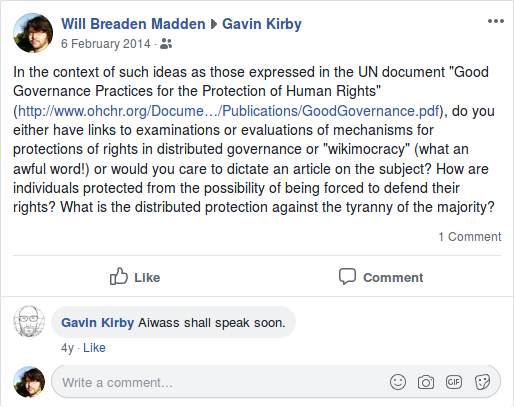 Will Breaden Madden ▸ Gavin Kirby
6 February 2014 ·
In the context of such ideas as those expressed in the UN document "Good
Governance Practices for the Protection of Human Rights"
(http://www.ohchr.org/Docume…/Publications/GoodGovernance.pdf), do you
either have links to examinations or evaluations of mechanisms for
protections of rights in distributed governance or "wikimocracy" (what an
awful word!) or would you care to dictate an article on the subject? How are
individuals protected from the possibility of being forced to defend their
rights? What is the distributed protection against the tyranny of the majority?
1 Comment
Like Comment
Gavin Kirby Aiwass shall speak soon.
4y · Like
Write a comment... GIF